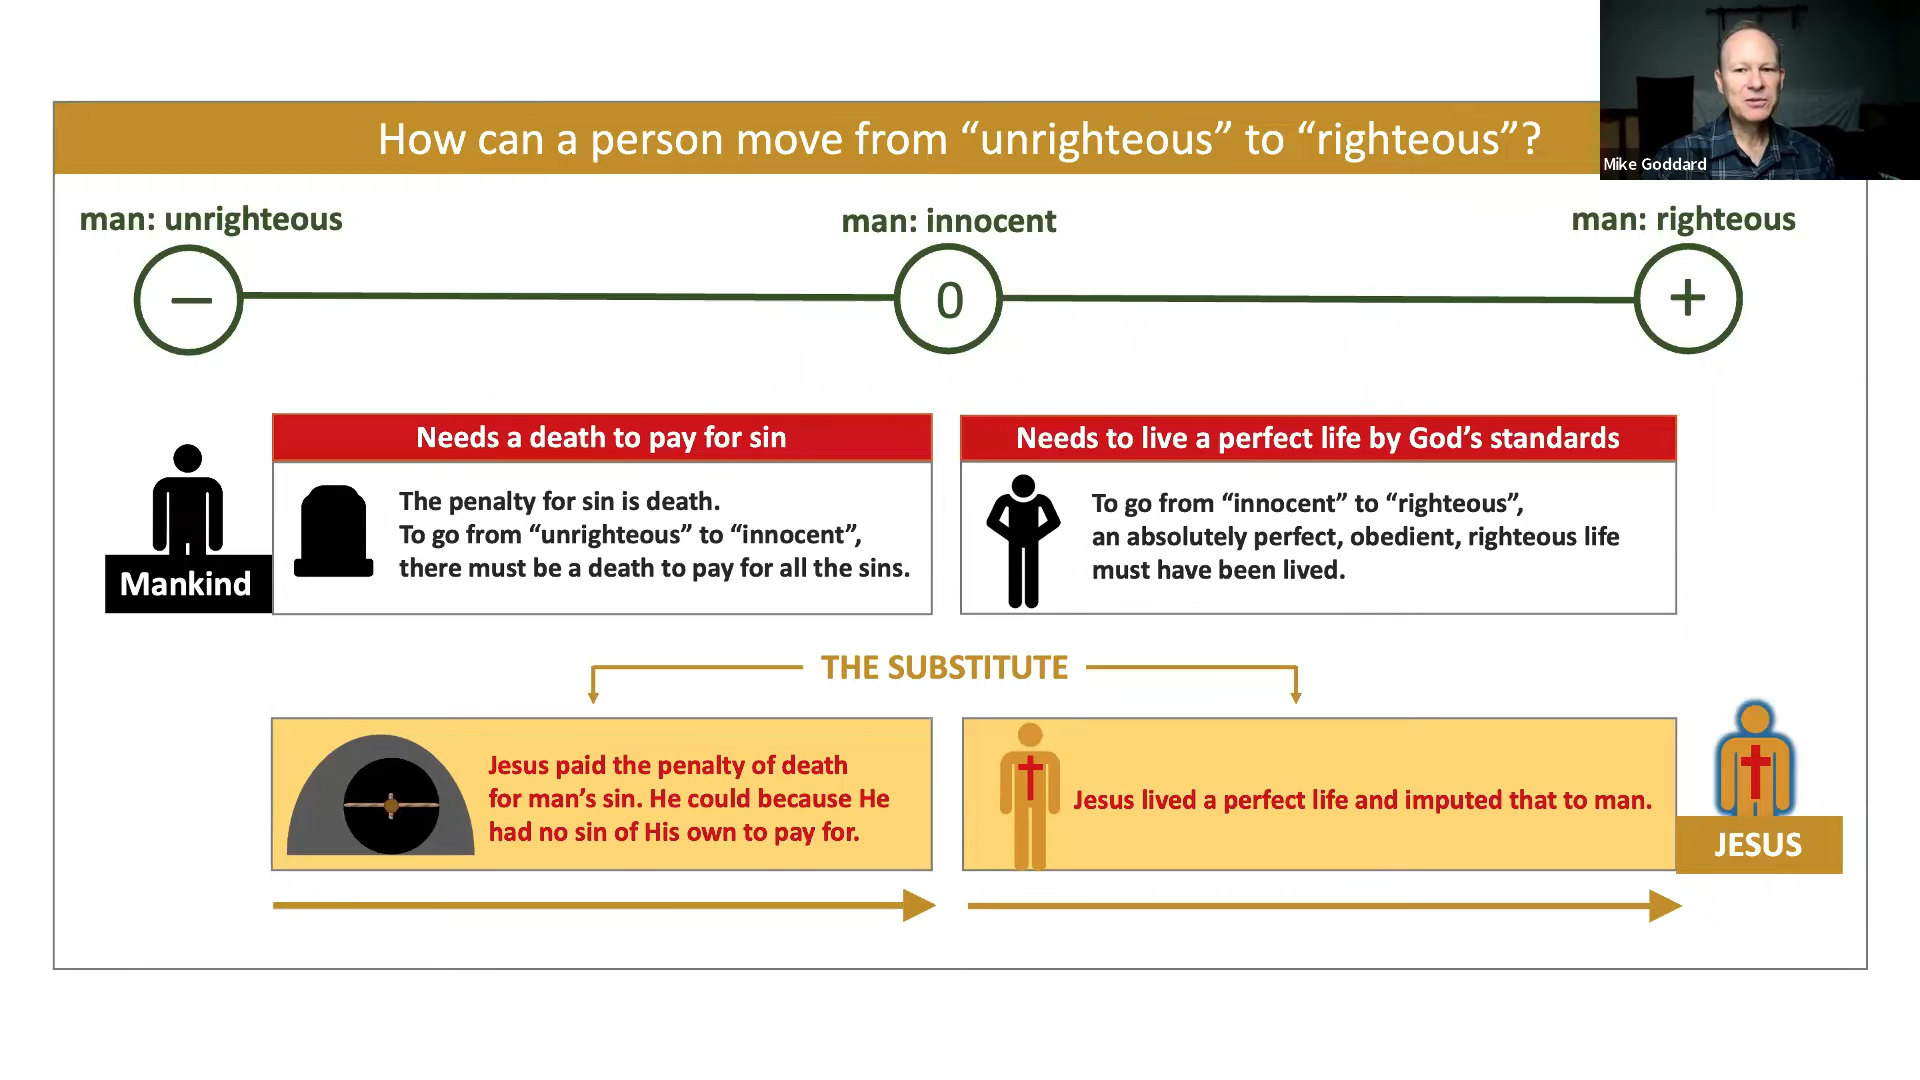 How can a person move from “unrighteous” to “righteous”?
Mike Goddard
man: unrighteous
man: innocent
man: righteous
–
0
+
Needs a death to pay for sin
The penalty for sin is death.
To go from “unrighteous” to “innocent”,
there must be a death to pay for all the sins.
Mankind
Needs to live a perfect life by God’s standards
To go from “innocent” to “righteous”,
an absolutely perfect, obedient, righteous life
must have been lived.
THE SUBSTITUTE
Jesus paid the penalty of death
for man’s sin. He could because He
had no sin of His own to pay for.
Jesus lived a perfect life and imputed that to man.
JESUS